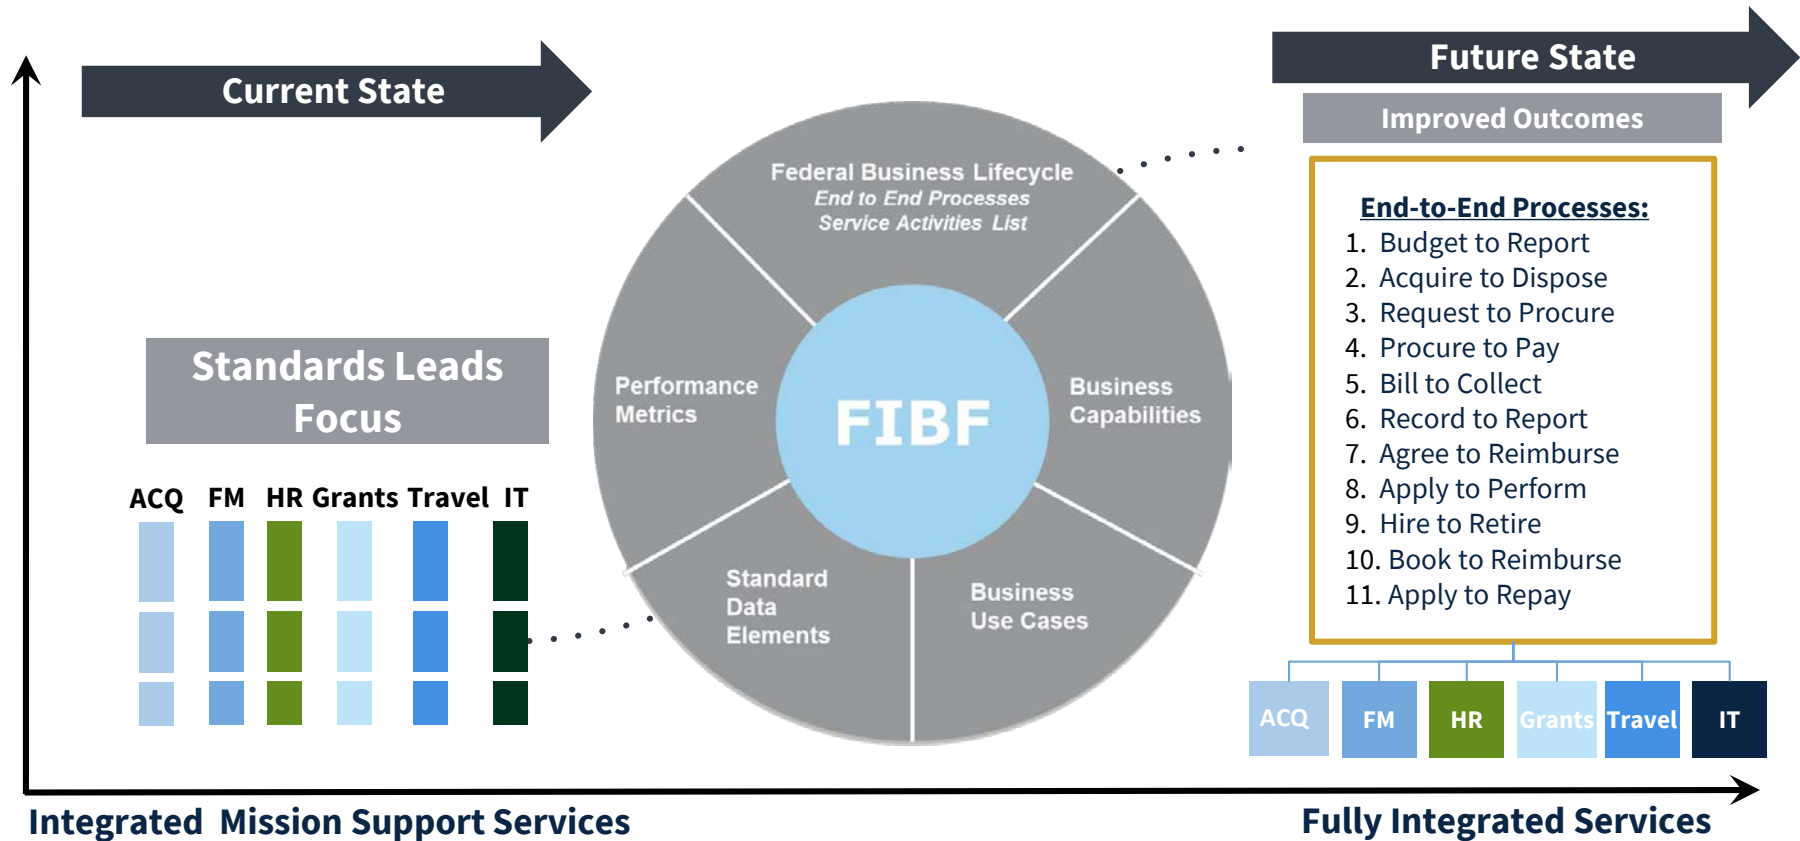 Current State
Future State
Improved Outcomes
Standards Leads
Focus
ACQ FM HR Grants Travel IT
Federal Business Lifecycle
End to End Processes
Service Activities List
Performance
Metrics
FIBF
Business
Capabilities
Standard
Data
Elements
Business
Use Cases
End-to-End Processes:
1. Budget to Report
2. Acquire to Dispose
3. Request to Procure
4. Procure to Pay
5. Bill to Collect
6. Record to Report
7. Agree to Reimburse
8. Apply to Perform
9. Hire to Retire
10. Book to Reimburse
11. Apply to Repay
ACQ FM HR Grants Travel IT
Integrated Mission Support Services
Fully Integrated Services